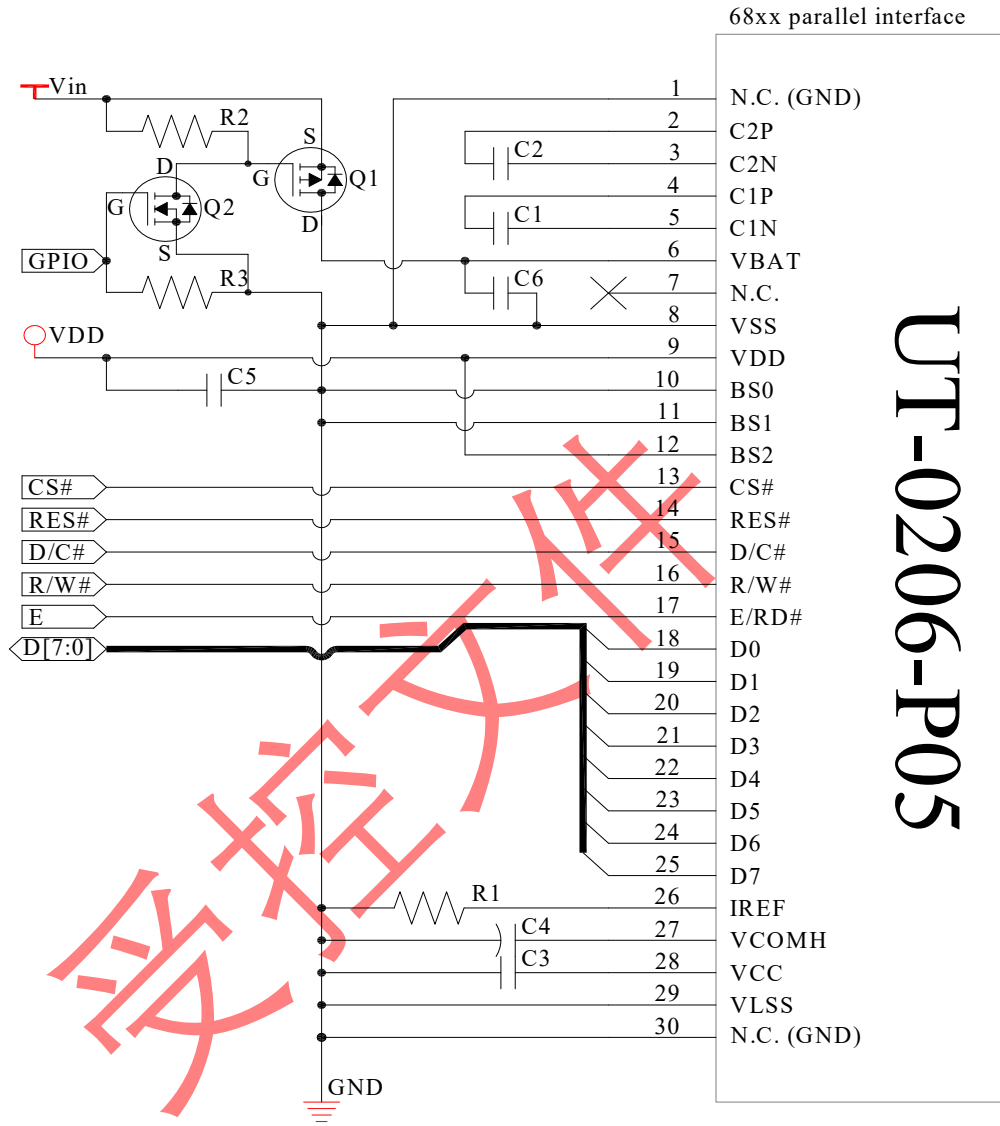 68xx parallel interface
Vin
R2
S
D
G
Q1
G
Q2
D
S
GPIO
R3
VDD
C5
C2
C1
C6
1 N.C. (GND)
2 C2P
3 C2N
4 C1P
5 C1N
6 VBAT
7 N.C.
8 VSS
9 VDD
10 BS0
11 BS1
12 BS2
CS# 13 CS#
RES# 14 RES#
D/C# 15 D/C#
R/W# 16 R/W#
E 17 E/RD#
D[7:0] 18 D0
19 D1
20 D2
21 D3
22 D4
23 D5
24 D6
25 D7
R1 26 IREF
C4 27 VCOMH
C3 28 VCC
29 VLSS
30 N.C. (GND)
GND
UT-0206-P05
受控文件